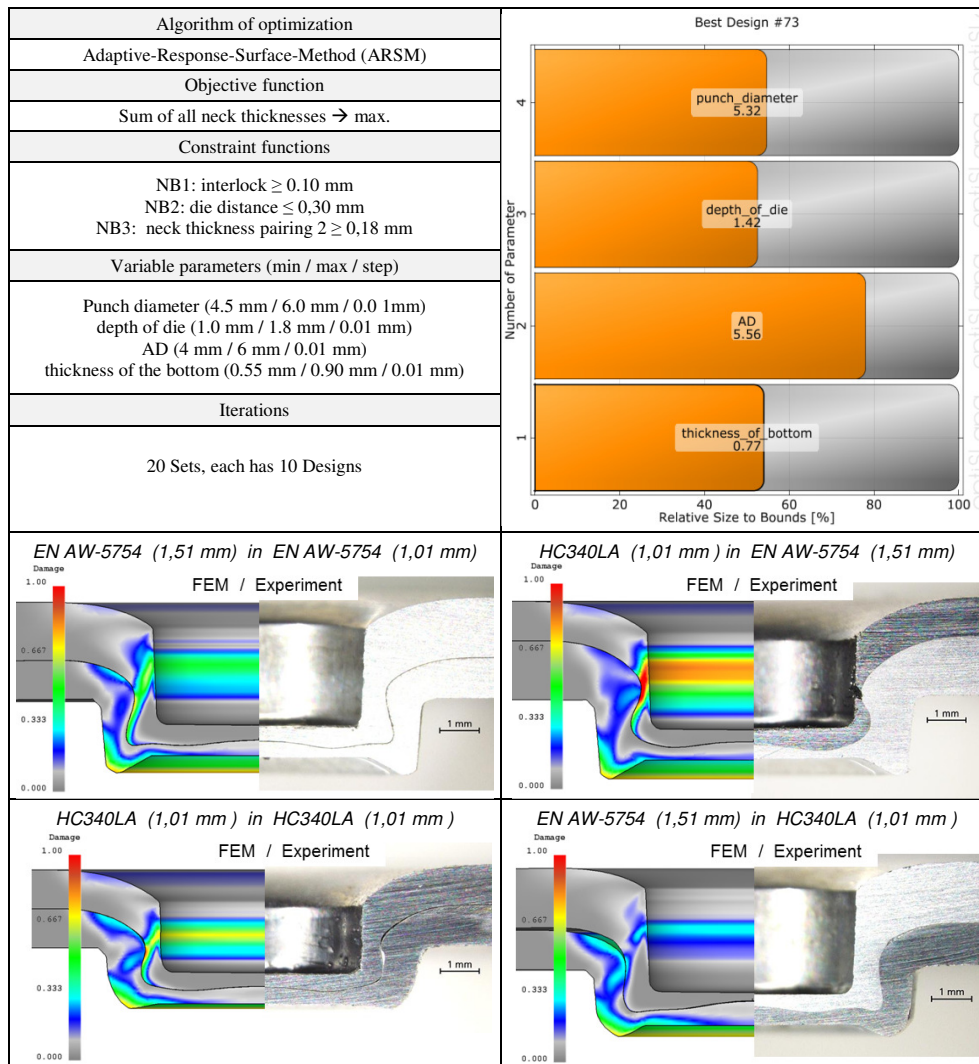 Algorithm of optimization
Adaptive-Response-Surface-Method (ARSM)
Objective function
Sum of all neck thicknesses → max.
Constraint functions
NB1: interlock ≥ 0.10 mm
NB2: die distance ≤ 0,30 mm
NB3: neck thickness pairing 2 ≥ 0,18 mm
Variable parameters (min / max / step)
Punch diameter (4.5 mm / 6.0 mm / 0.0 1mm)
depth of die (1.0 mm / 1.8 mm / 0.01 mm)
AD (4 mm / 6 mm / 0.01 mm)
thickness of the bottom (0.55 mm / 0.90 mm / 0.01 mm)
Iterations
20 Sets, each has 10 Designs
Best Design #73
Number of Parameter
4
punch_diameter
5.32
3
depth_of_die
1.42
2
AD
5.56
1
thickness_of_bottom
0.77
0 20 40 60 80 100
Relative Size to Bounds [%]
EN AW-5754 (1,51 mm) in EN AW-5754 (1,01 mm)
Damage
FEM / Experiment
1.00
0.667
0.333
0.000
1 mm
HC340LA (1,01 mm ) in EN AW-5754 (1,51 mm)
Damage
FEM / Experiment
1.00
0.667
0.333
0.000
1 mm
HC340LA (1,01 mm ) in HC340LA (1,01 mm )
Damage
FEM / Experiment
1.00
0.667
0.333
0.000
1 mm
EN AW-5754 (1,51 mm) in HC340LA (1,01 mm )
Damage
FEM / Experiment
1.00
0.667
0.333
0.000
1 mm